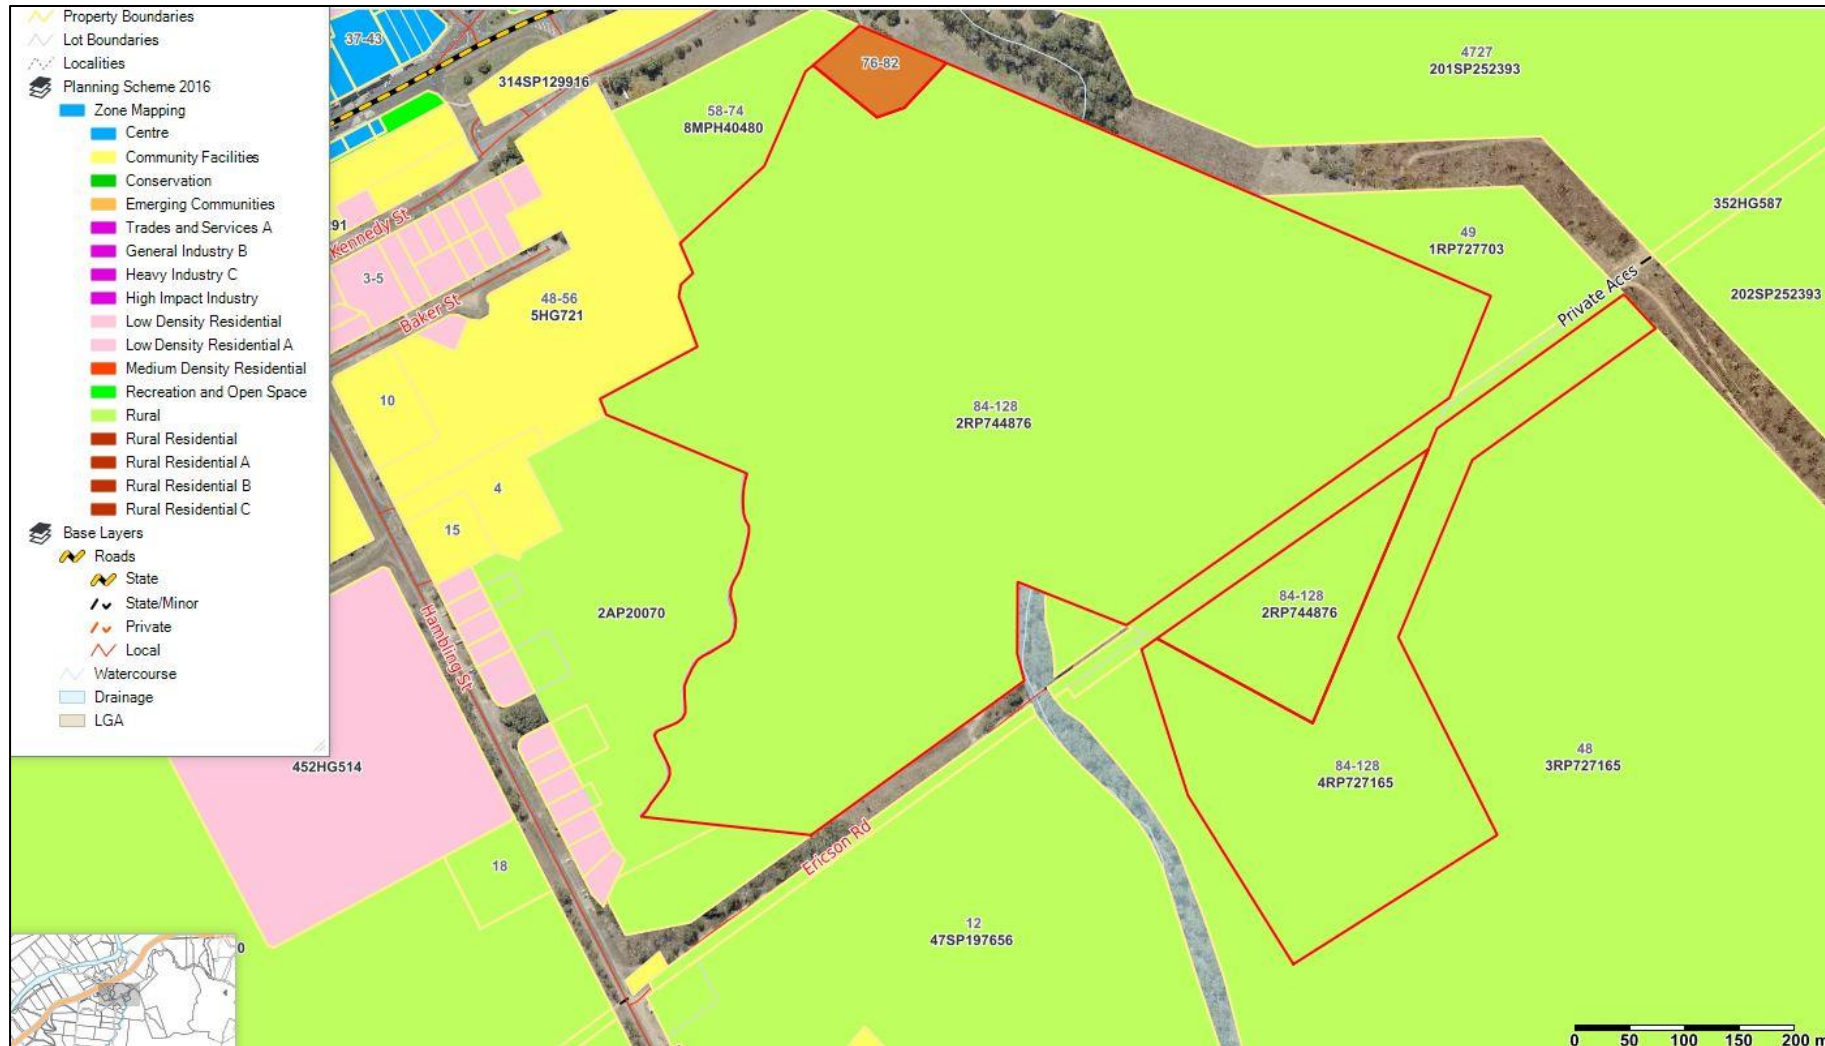 Property Boundaries
Lot Boundaries
Localities
Planning Scheme 2016
Zone Mapping
Centre
Community Facilities
Conservation
Emerging Communities
Trades and Services A
General Industry B
Heavy Industry C
High Impact Industry
Low Density Residential
Low Density Residential A
Medium Density Residential
Recreation and Open Space
Rural
Rural Residential
Rural Residential A
Rural Residential B
Rural Residential C
Base Layers
Roads
State
State/Minor
Private
Local
Watercourse
Drainage
LGA
37-43
314SP129916
76-82
4727
201SP252393
58-74
8MPH40480
352HG587
91
Kennedy St
49
1RP727703
3-5
Private Accs
202SP252393
Baker St
48-56
5HG721
10
84-128
2RP744876
4
15
84-128
2RP744876
2AP20070
Hambling St
452HG514
84-128
4RP727165
48
3RP727165
Ericson Rd
18
12
47SP197656
0
0 50 100 150 200 m